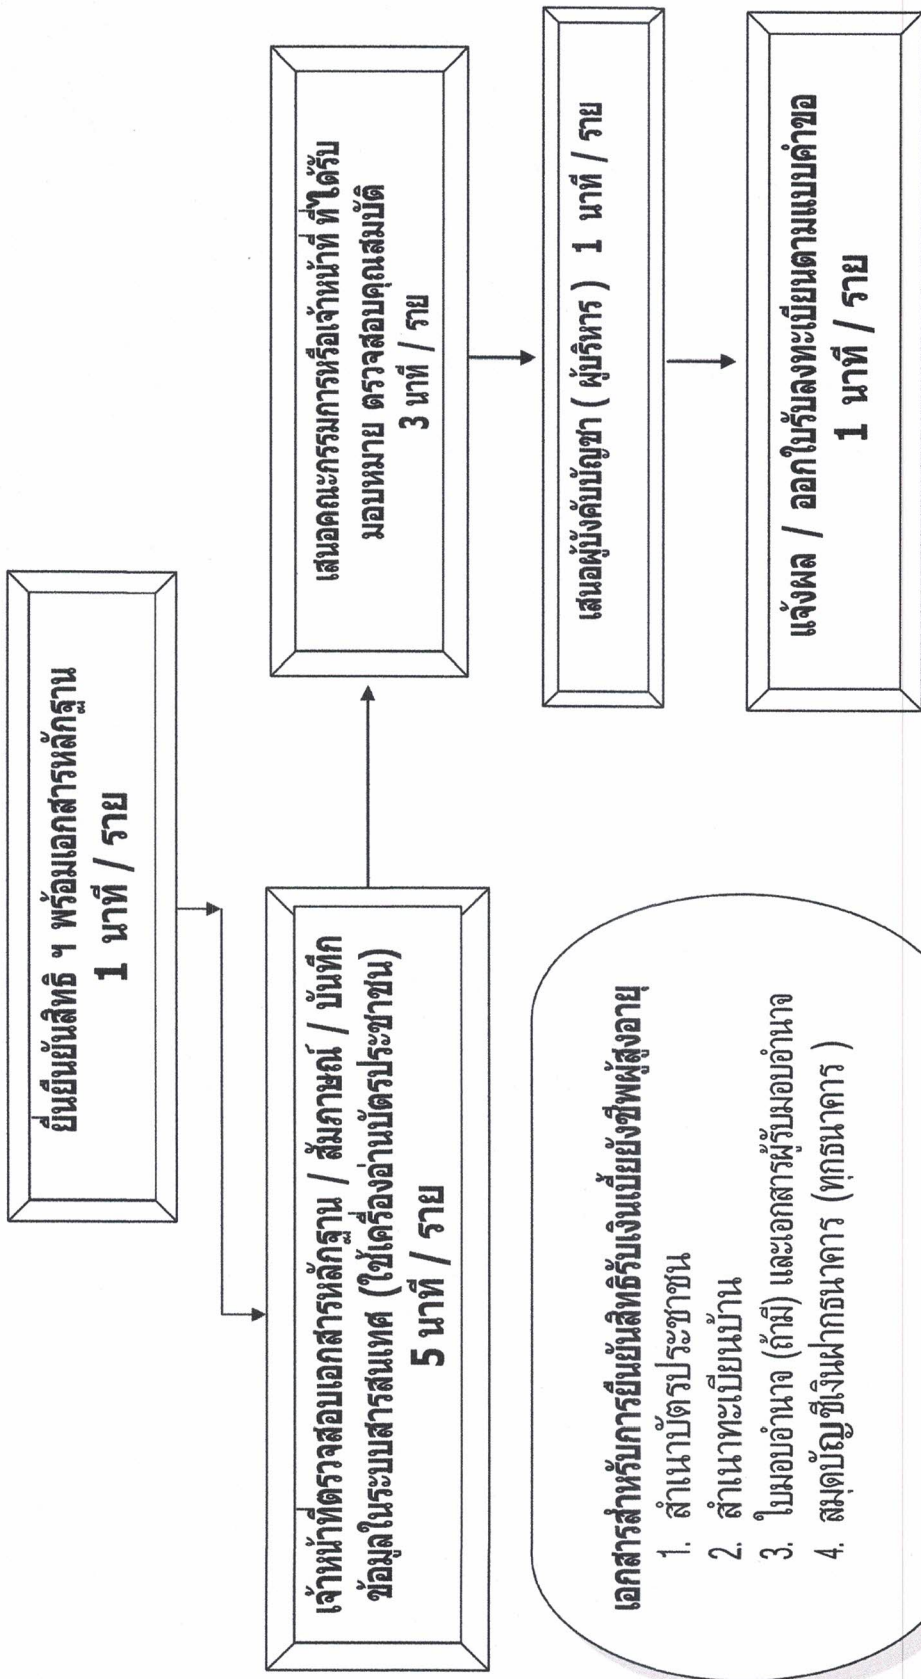 ยื่นยืนยันสิทธิ ฯ พร้อมเอกสารหลักฐาน
1 นาที / ราย
เจ้าหน้าที่ตรวจสอบเอกสารหลักฐาน / สัมภาษณ์ / บันทึก
ข้อมูลในระบบสารสนเทศ (ใช้เครื่องอ่านบัตรประชาชน)
5 นาที / ราย
เสนอคณะกรรมการหรือเจ้าหน้าที่ ที่ได้รับ
มอบหมาย ตรวจสอบคุณสมบัติ
3 นาที / ราย
เสนอผู้บังคับบัญชา ( ผู้บริหาร ) 1 นาที / ราย
แจ้งผล / ออกใบรับลงทะเบียนตามแบบคำขอ
1 นาที / ราย
เอกสารสำหรับการยืนยันสิทธิรับเงินเบี้ยยังชีพผู้สูงอายุ
1. สำเนาบัตรประชาชน
2. สำเนาทะเบียนบ้าน
3. ใบมอบอำนาจ (ถ้ามี) และเอกสารผู้รับมอบอำนาจ
4. สมุดบัญชีเงินฝากธนาคาร (ทุกธนาคาร )